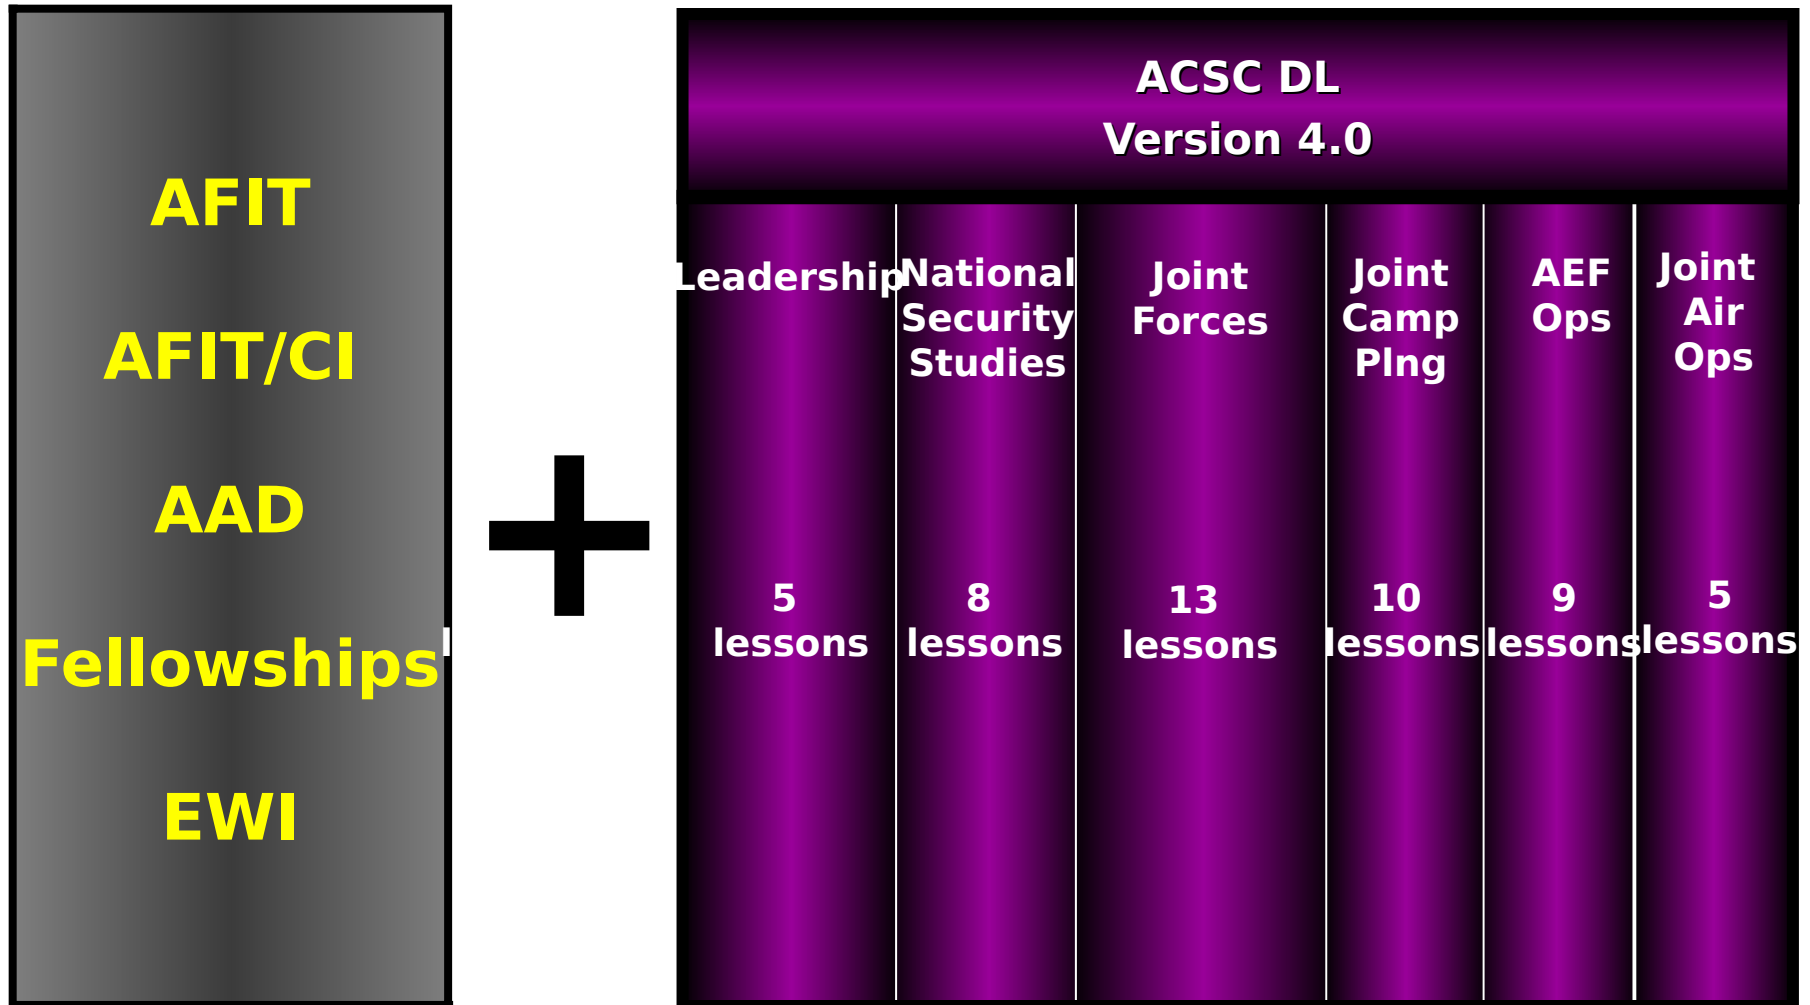 AFIT
AFIT/CI
AAD
Fellowships
EWI
+
ACSC DL
Version 4.0
Leadership
5
lessons
National
Security
Studies
8
lessons
Joint
Forces
13
lessons
Joint
Camp
Plng
10
lessons
AEF
Ops
9
lessons
Joint
Air
Ops
5
lessons